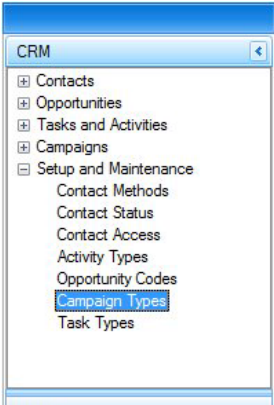 CRM
Contacts
Opportunities
Tasks and Activities
Campaigns
Setup and Maintenance
Contact Methods
Contact Status
Contact Access
Activity Types
Opportunity Codes
Campaign Types
Task Types